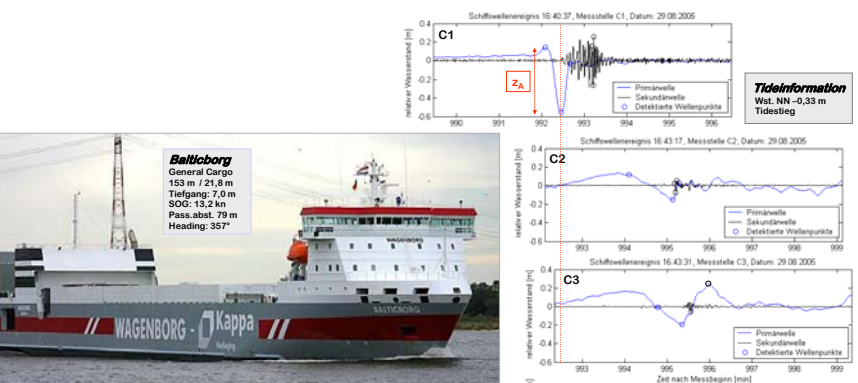 Schiffswellenereignis 16:40:37, Messstelle C1, Datum: 29.08.2005
relativer Wasserstand [m]
0.4
0.2
0
-0.2
-0.4
-0.6
C1
zA
Primärwelle
Sekundärwelle
Detektierte Wellenpunkte
990 991 992 993 994 995 996
Tideinformation
Wst. NN –0,33 m
Tidestieg
Balticborg
General Cargo
153 m / 21,8 m
Tiefgang: 7,0 m
SOG: 13,2 kn
Pass.abst. 79 m
Heading: 357°
WAGENBORG
BALTICBORG
WAGENBORG - Kappa
Packaging
Schiffswellenereignis 16:43:17, Messstelle C2, Datum: 29.08.2005
relativer Wasserstand [m]
0.4
0.2
0
-0.2
-0.4
-0.6
C2
Primärwelle
Sekundärwelle
Detektierte Wellenpunkte
993 994 995 996 997 998 999
Schiffswellenereignis 16:43:31, Messstelle C3, Datum: 29.08.2005
relativer Wasserstand [m]
0.4
0.2
0
-0.2
-0.4
-0.6
C3
Primärwelle
Sekundärwelle
Detektierte Wellenpunkte
993 994 995 996 997 998 999
Zeit nach Messbeginn [min]